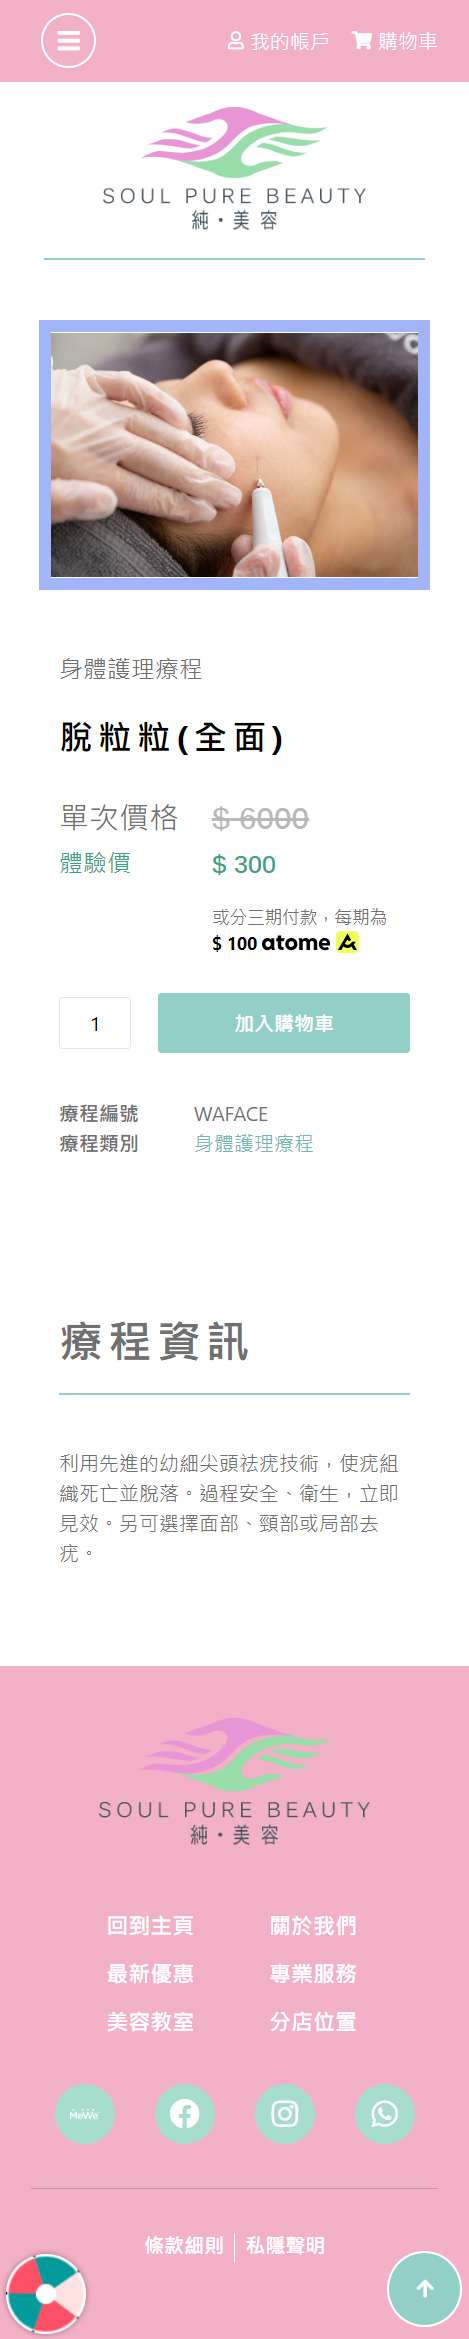 我的帳戶 購物車
SOUL PURE BEAUTY
純・美 容
身體護理療程
脫粒粒(全面)
單次價格 $ 6000
體驗價 $ 300
或分三期付款，每期為
$ 100 atome
1 加入購物車
療程編號 WAFACE
療程類別 身體護理療程
療程資訊
利用先進的幼細尖頭祛疣技術，使疣組
織死亡並脫落。過程安全、衛生，立即
見效。另可選擇面部、頸部或局部去
疣。
SOUL PURE BEAUTY
純・美 容
回到主頁 關於我們
最新優惠 專業服務
美容教室 分店位置
MeWe
條款細則 私隱聲明